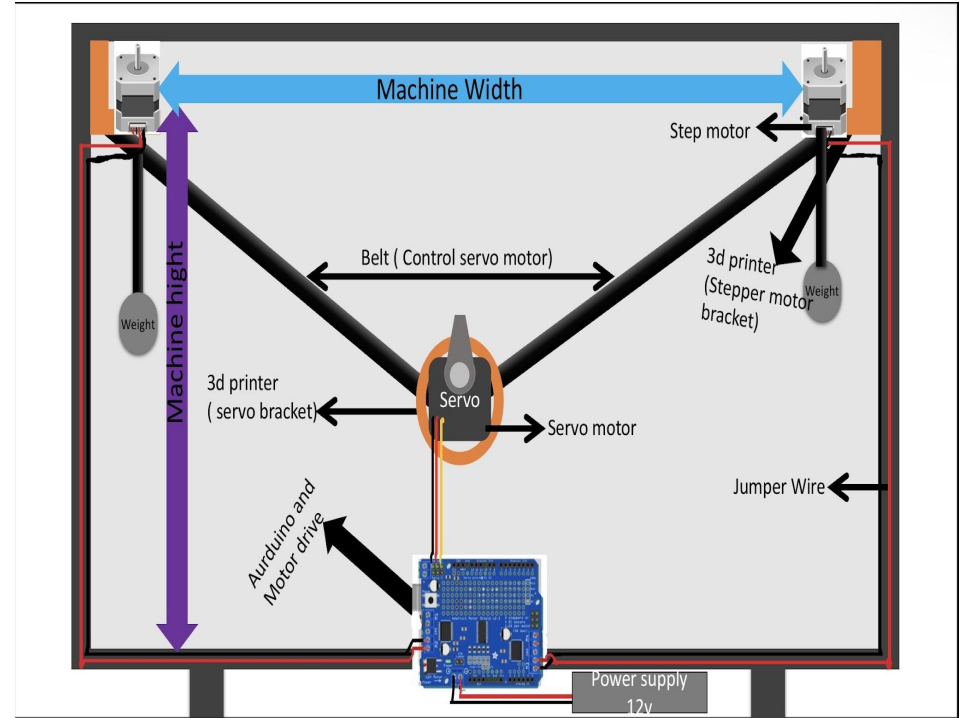 Machine Width
Step motor
Belt ( Control servo motor)
3d printer
(Stepper motor
bracket)
Weight
Weight
Machine hight
3d printer
( servo bracket)
Servo
Servo motor
Jumper Wire
Aurduino and
Motor drive
Power supply
12v